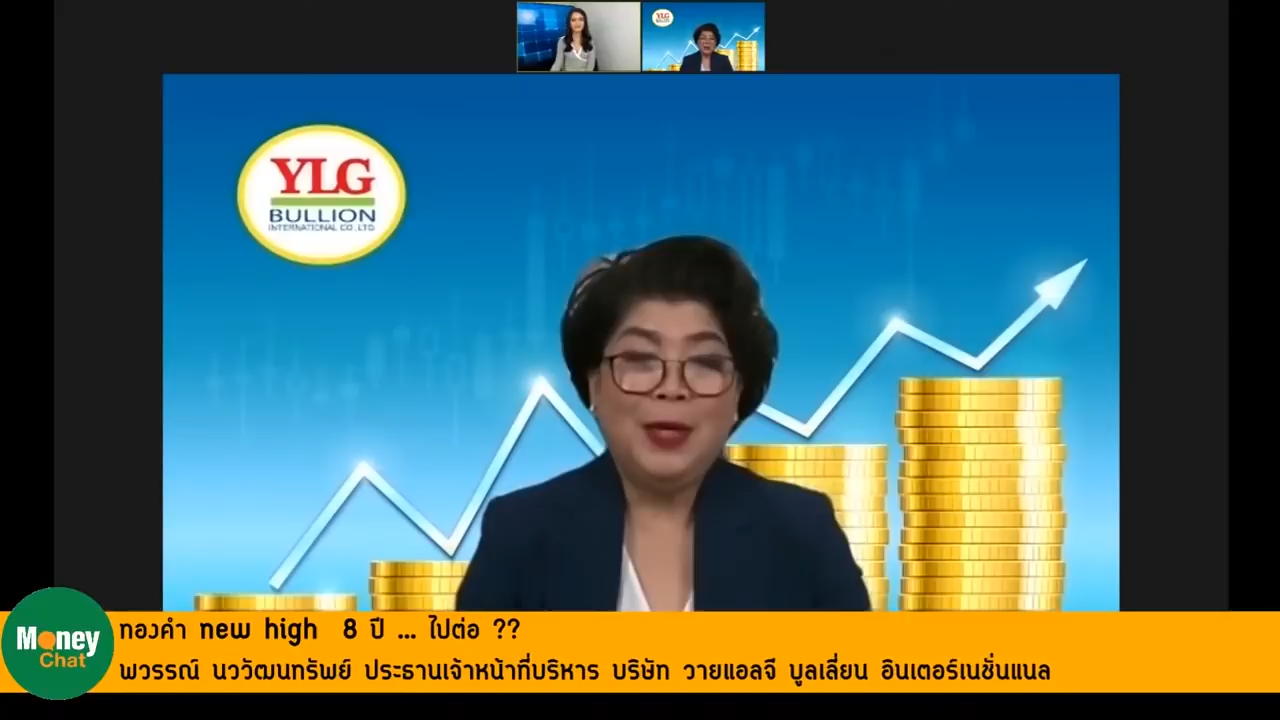 YLG
BULLION
YLG
BULLION
INTERNATIONAL CO.,LTD.
Money
Chat
ทองคำ new high 8 ปี ... ไปต่อ ??
พวรรณ์ นววัฒนทรัพย์ ประธานเจ้าหน้าที่บริหาร บริษัท วายแอลจี บูลเลี่ยน อินเตอร์เนชั่นแนล